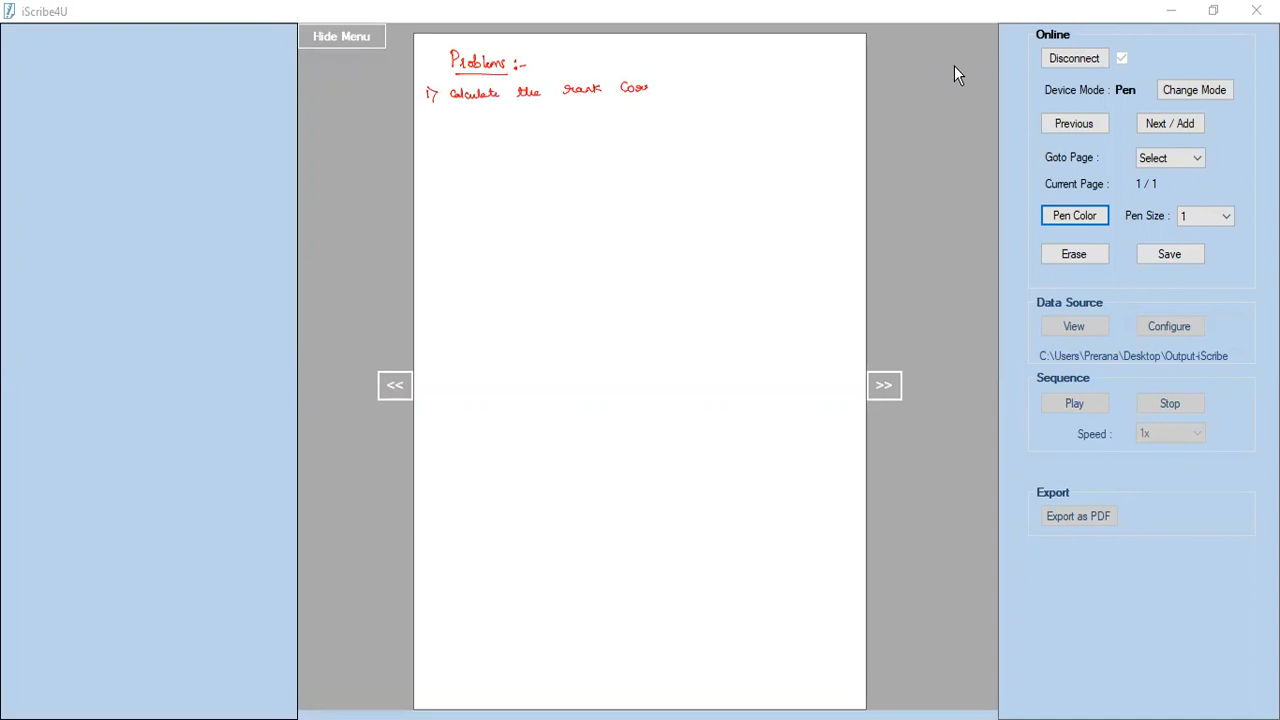 iScribe4U
Hide Menu
Problems :-
1) Calculate the rank Corr
<<
>>
Online
Disconnect
Device Mode : Pen Change Mode
Previous Next / Add
Goto Page : Select
Current Page : 1 / 1
Pen Color Pen Size : 1
Erase Save
Data Source
View Configure
C:\Users\Prerana\Desktop\Output-iScribe
Sequence
Play Stop
Speed : 1x
Export
Export as PDF